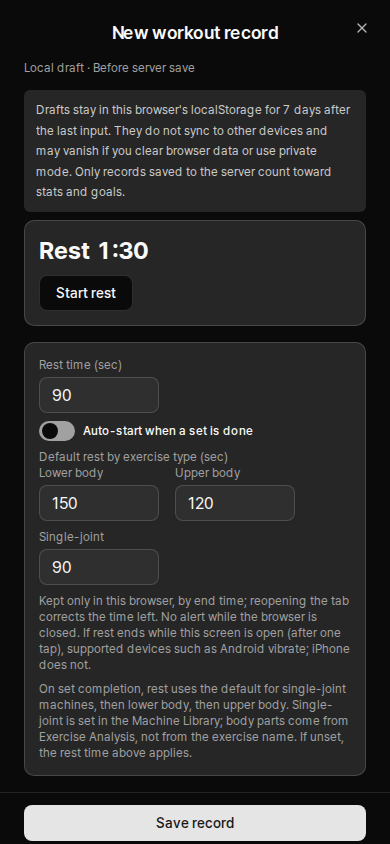 New workout record
Local draft · Before server save
Drafts stay in this browser's localStorage for 7 days after
the last input. They do not sync to other devices and
may vanish if you clear browser data or use private
mode. Only records saved to the server count toward
stats and goals.
Rest 1:30
Start rest
Rest time (sec)
90
Auto-start when a set is done
Default rest by exercise type (sec)
Lower body Upper body
150 120
Single-joint
90
Kept only in this browser, by end time; reopening the tab
corrects the time left. No alert while the browser is
closed. If rest ends while this screen is open (after one
tap), supported devices such as Android vibrate; iPhone
does not.
On set completion, rest uses the default for single-joint
machines, then lower body, then upper body. Single-
joint is set in the Machine Library; body parts come from
Exercise Analysis, not from the exercise name. If unset,
the rest time above applies.
Save record